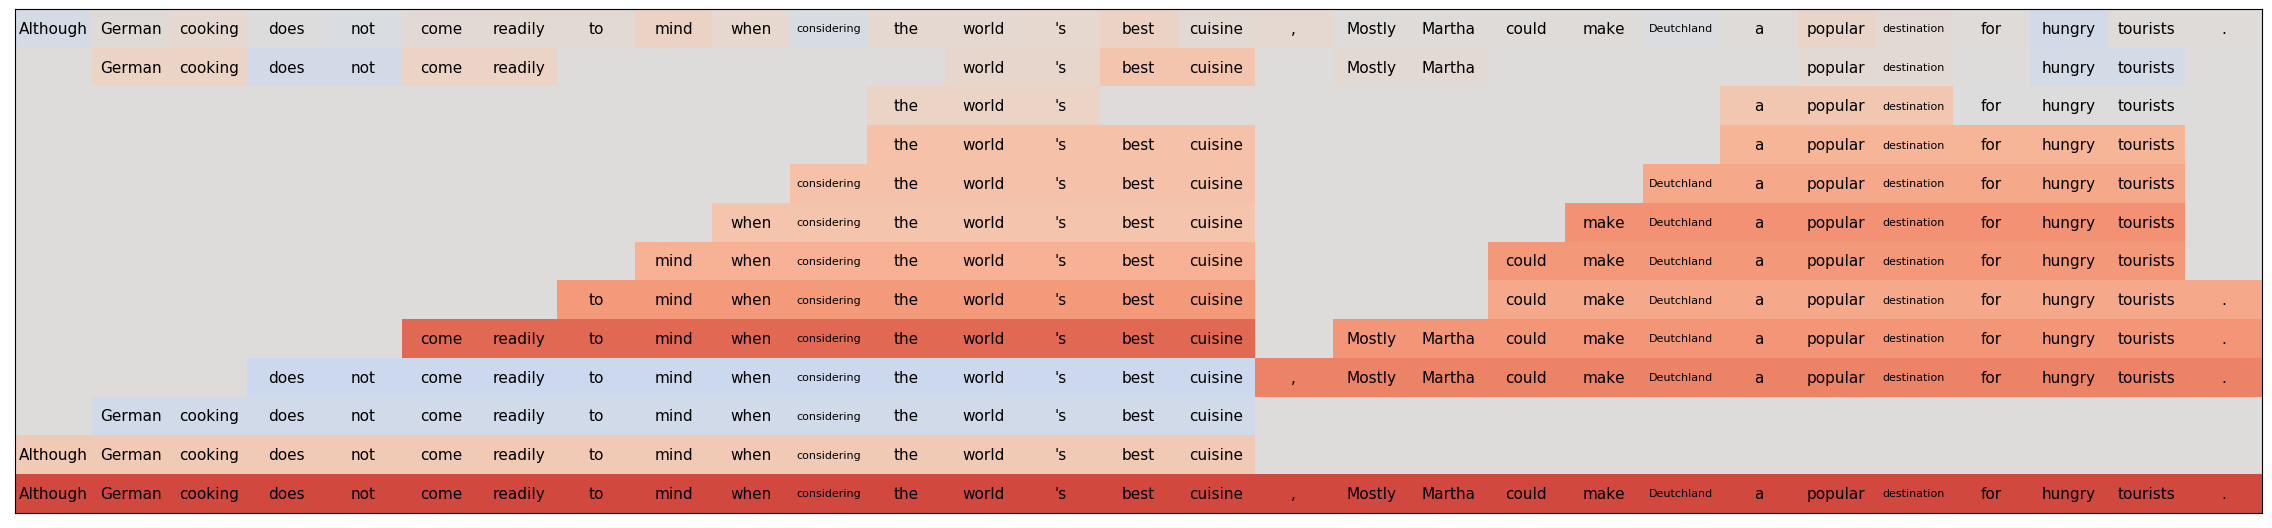 Although German cooking does not come readily to mind when considering the world 's best cuisine , Mostly Martha could make Deutchland a popular destination for hungry tourists .
German cooking does not come readily world 's best cuisine Mostly Martha popular destination hungry tourists
the world 's a popular destination for hungry tourists
the world 's best cuisine a popular destination for hungry tourists
considering the world 's best cuisine Deutchland a popular destination for hungry tourists
when considering the world 's best cuisine make Deutchland a popular destination for hungry tourists
mind when considering the world 's best cuisine could make Deutchland a popular destination for hungry tourists
to mind when considering the world 's best cuisine could make Deutchland a popular destination for hungry tourists .
come readily to mind when considering the world 's best cuisine Mostly Martha could make Deutchland a popular destination for hungry tourists .
does not come readily to mind when considering the world 's best cuisine , Mostly Martha could make Deutchland a popular destination for hungry tourists .
German cooking does not come readily to mind when considering the world 's best cuisine
Although German cooking does not come readily to mind when considering the world 's best cuisine
Although German cooking does not come readily to mind when considering the world 's best cuisine , Mostly Martha could make Deutchland a popular destination for hungry tourists .